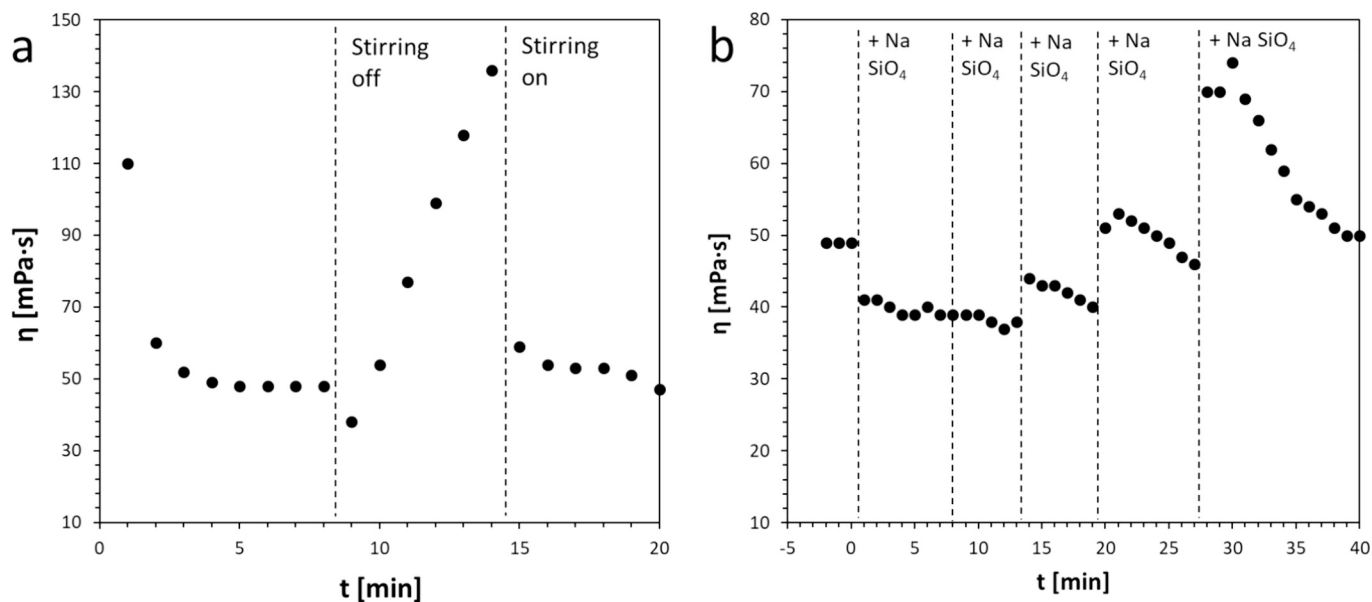 a
Stirring
off
Stirring
on
150
130
110
90
70
50
30
10
η [mPa·s]
0
5
10
15
20
t [min]
b
+ Na
SiO₄
+ Na
SiO₄
+ Na
SiO₄
+ Na
SiO₄
+ Na SiO₄
80
70
60
50
40
30
20
10
η [mPa·s]
-5
0
5
10
15
20
25
30
35
40
t [min]